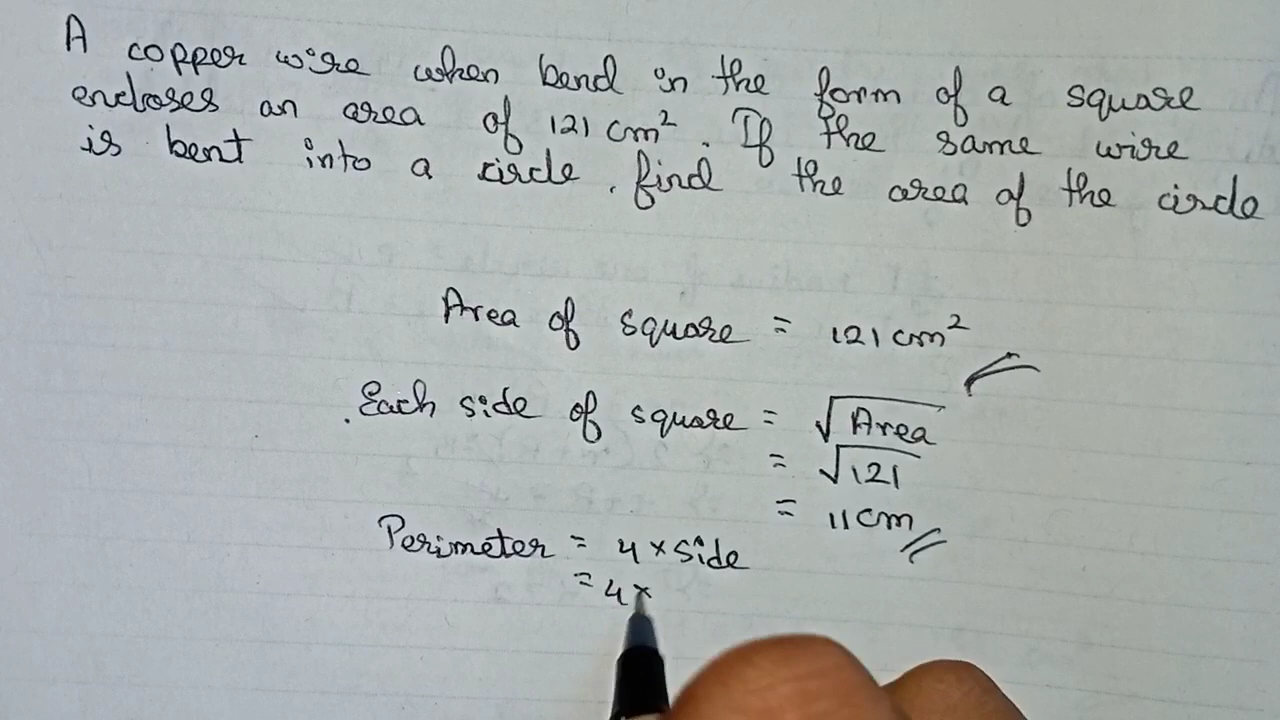 A copper wire when bend in the form of a square
encloses an area of 121 cm². If the same wire
is bent into a circle. find the area of the circle
Area of square = 121 cm²
Each side of square = √Area
= √121
= 11cm
Perimeter = 4 × side
= 4 ×